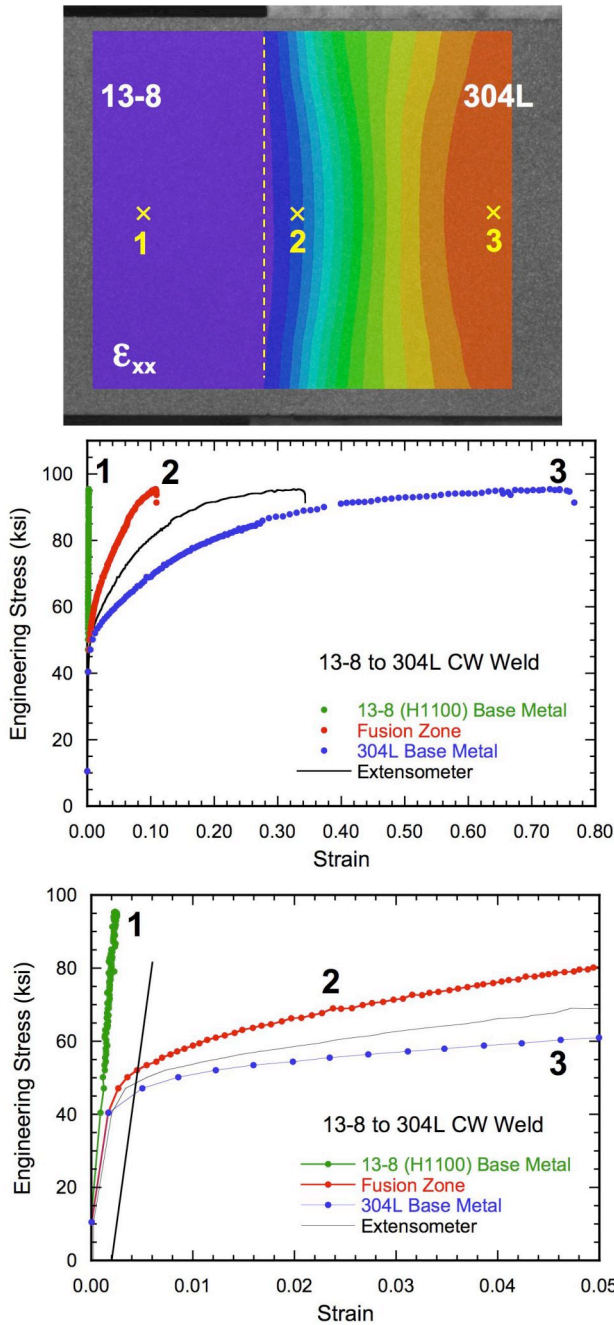 13-8
304L
1
2
3
εxx
1
2
3
100
80
60
40
20
0
Engineering Stress (ksi)
13-8 to 304L CW Weld
13-8 (H1100) Base Metal
Fusion Zone
304L Base Metal
Extensometer
0.00 0.10 0.20 0.30 0.40 0.50 0.60 0.70 0.80
Strain
100
80
60
40
20
0
Engineering Stress (ksi)
1
2
3
13-8 to 304L CW Weld
13-8 (H1100) Base Metal
Fusion Zone
304L Base Metal
Extensometer
0.00 0.01 0.02 0.03 0.04 0.05
Strain